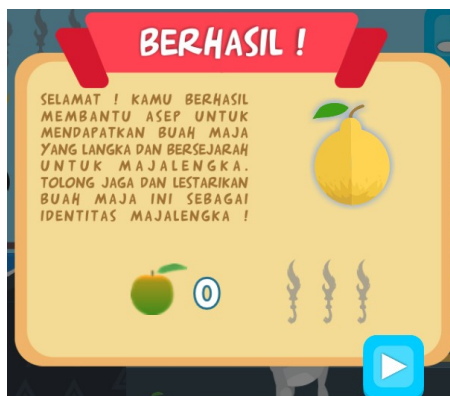 BERHASIL !
SELAMAT ! KAMU BERHASIL
MEMBANTU ASEP UNTUK
MENDAPATKAN BUAH MAJA
YANG LANGKA DAN BERSEJARAH
UNTUK MAJALENGKA.
TOLONG JAGA DAN LESTARIKAN
BUAH MAJA INI SEBAGAI
IDENTITAS MAJALENGKA !
0